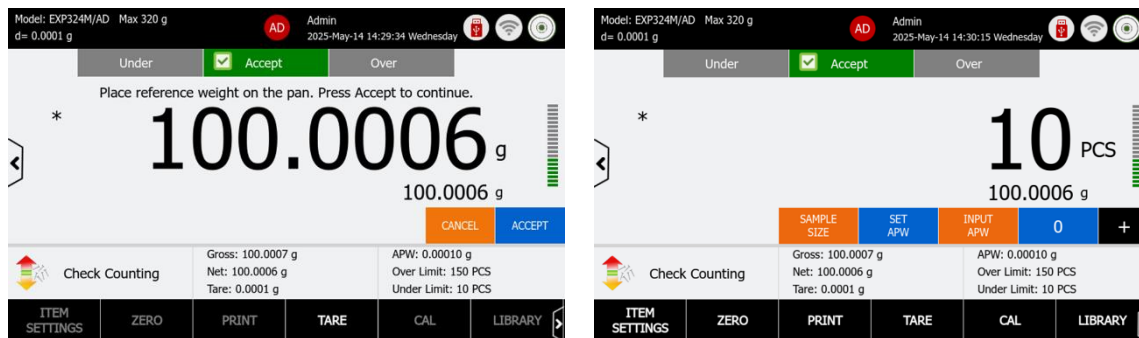 Model: EXP324M/AD Max 320 g
d= 0.0001 g
AD
Admin
2025-May-14 14:29:34 Wednesday
Under
Accept
Over
Place reference weight on the pan. Press Accept to continue.
* 100.0006 g
100.0006 g
CANCEL
ACCEPT
Check Counting
Gross: 100.0007 g
Net: 100.0006 g
Tare: 0.0001 g
APW: 0.00010 g
Over Limit: 150 PCS
Under Limit: 10 PCS
ITEM
SETTINGS
ZERO
PRINT
TARE
CAL
LIBRARY
Model: EXP324M/AD Max 320 g
d= 0.0001 g
AD
Admin
2025-May-14 14:30:15 Wednesday
Under
Accept
Over
* 10 PCS
100.0006 g
SAMPLE
SIZE
SET
APW
INPUT
APW
0
+
Check Counting
Gross: 100.0007 g
Net: 100.0006 g
Tare: 0.0001 g
APW: 0.00010 g
Over Limit: 150 PCS
Under Limit: 10 PCS
ITEM
SETTINGS
ZERO
PRINT
TARE
CAL
LIBRARY